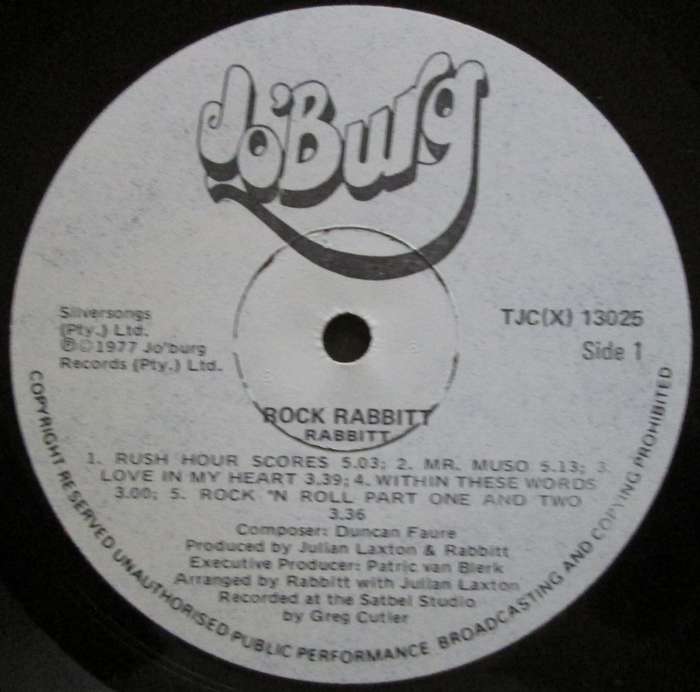 Jo'Burg
Silversongs
(Pty.) Ltd.
Ⓟ©1977 Jo'burg
Records (Pty.) Ltd.
TJC(X) 13025
Side 1
ROCK RABBITT
RABBITT
1. RUSH HOUR SCORES 5.03; 2. MR. MUSO 5.13; 3.
LOVE IN MY HEART 3.39; 4. WITHIN THESE WORDS
3.00; 5. ROCK 'N ROLL PART ONE AND TWO
3.36
Composer: Duncan Faure
Produced by Julian Laxton & Rabbitt
Executive Producer: Patric van Blerk
Arranged by Rabbitt with Julian Laxton
Recorded at the Satbel Studio
by Greg Cutler
COPYRIGHT RESERVED UNAUTHORISED PUBLIC PERFORMANCE BROADCASTING AND COPYING PROHIBITED